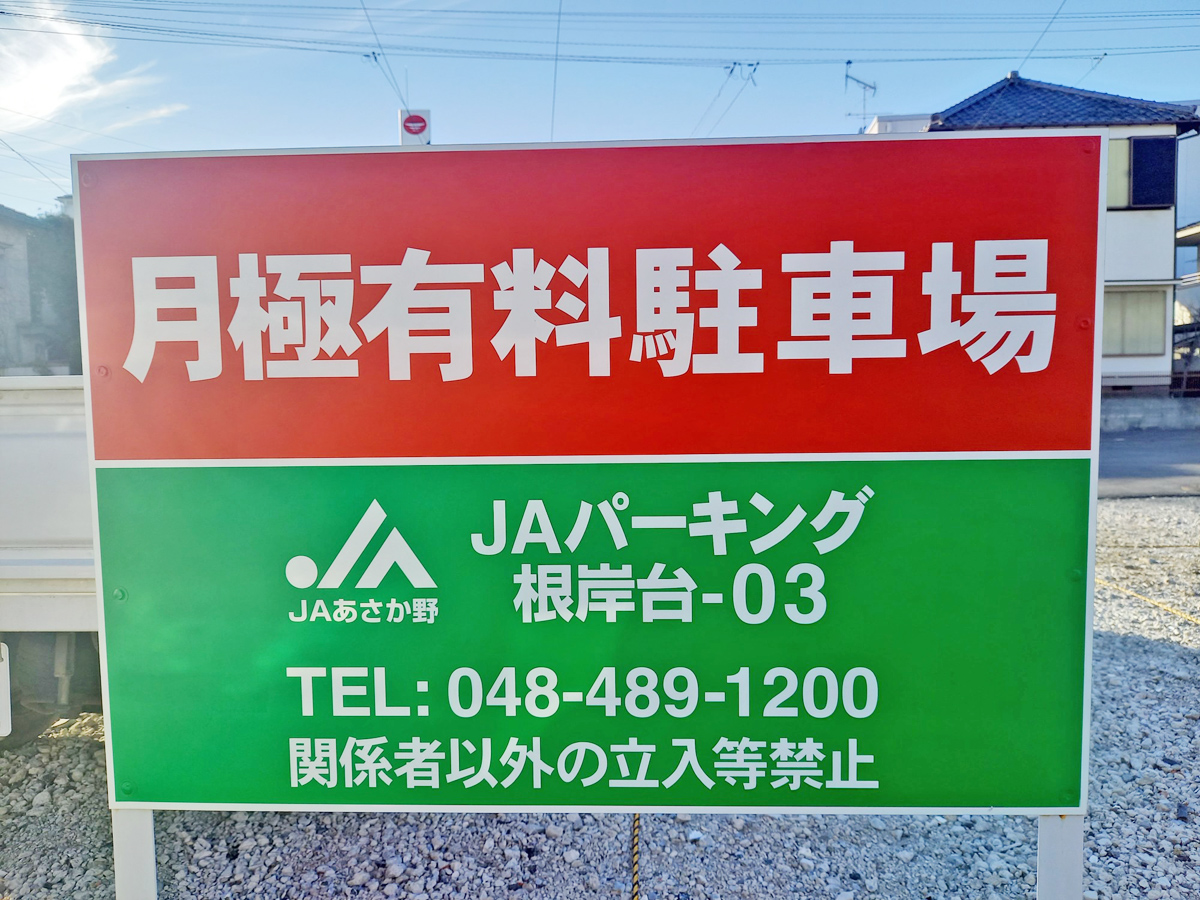 月極有料駐車場
JAパーキング
根岸台-03
JAあさか野
TEL: 048-489-1200
関係者以外の立入等禁止